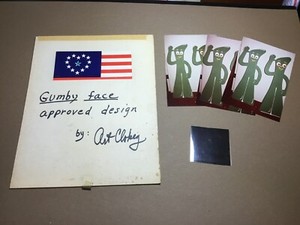 Gumby face
approved design
by: Art Clokey